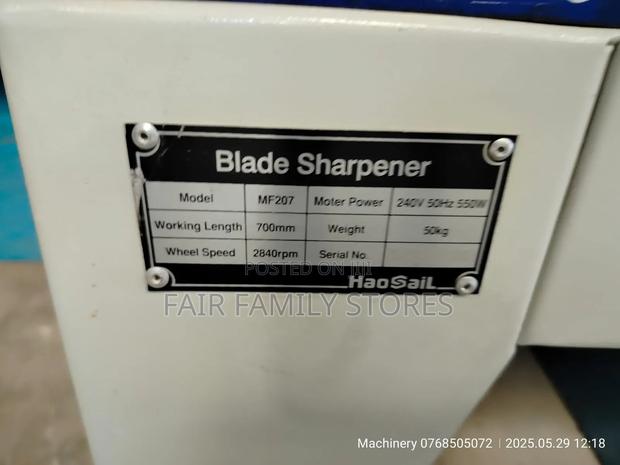 Blade Sharpener
Model MF207 Moter Power 240V 50Hz 550W
Working Length 700mm Weight 50kg
Wheel Speed 2840rpm Serial No.
POSTED ON
HaoSaiL
FAIR FAMILY STORES
Machinery 0768505072 | 2025.05.29 12:18